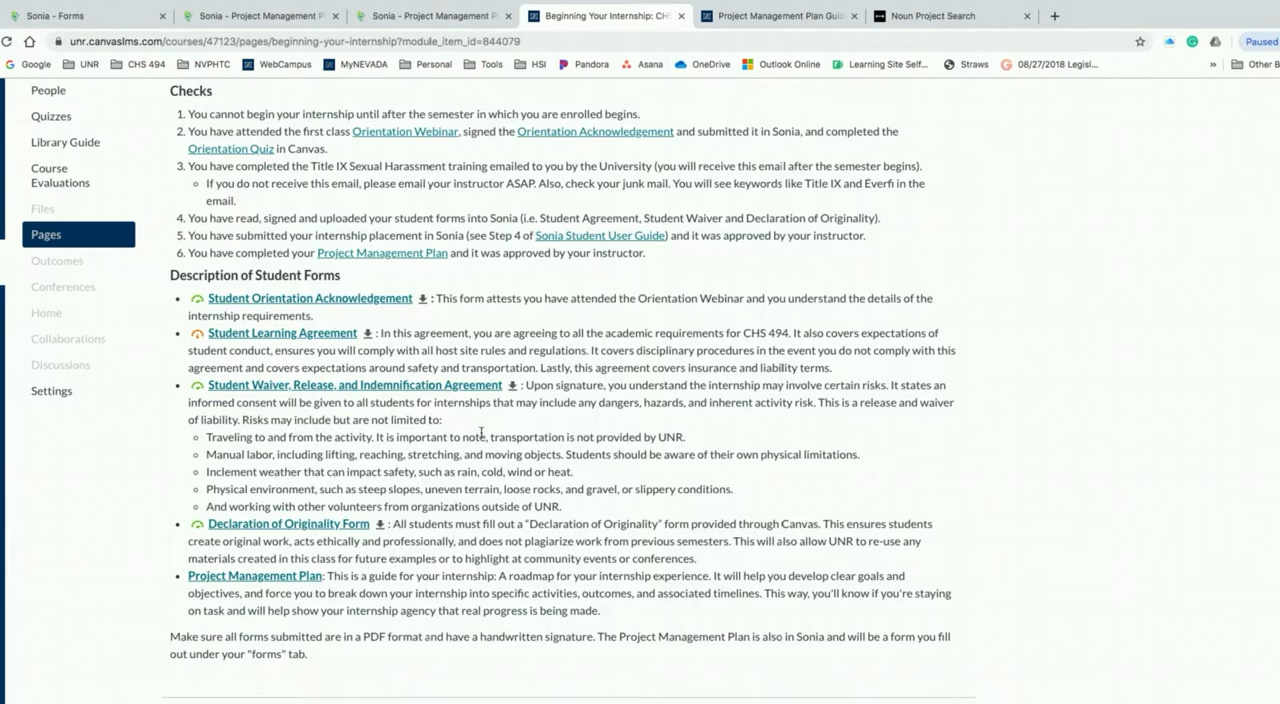 Sonia - Forms
Sonia - Project Management P
Sonia - Project Management P
Beginning Your Internship: CH
Project Management Plan Gui
Noun Project Search
unr.canvaslms.com/courses/47123/pages/beginning-your-internship?module_item_id=844079
Paused
Google UNR CHS 494 NVPHTC WebCampus MyNEVADA Personal Tools HSI Pandora Asana OneDrive Outlook Online Learning Site Self... Straws 08/27/2018 Legisl... » Other B
People
Quizzes
Library Guide
Course
Evaluations
Files
Pages
Outcomes
Conferences
Home
Collaborations
Discussions
Settings
Checks
1. You cannot begin your internship until after the semester in which you are enrolled begins.
2. You have attended the first class Orientation Webinar, signed the Orientation Acknowledgement and submitted it in Sonia, and completed the
Orientation Quiz in Canvas.
3. You have completed the Title IX Sexual Harassment training emailed to you by the University (you will receive this email after the semester begins).
If you do not receive this email, please email your instructor ASAP. Also, check your junk mail. You will see keywords like Title IX and Everfi in the
email.
4. You have read, signed and uploaded your student forms into Sonia (i.e. Student Agreement, Student Waiver and Declaration of Originality).
5. You have submitted your internship placement in Sonia (see Step 4 of Sonia Student User Guide) and it was approved by your instructor.
6. You have completed your Project Management Plan and it was approved by your instructor.
Description of Student Forms
Student Orientation Acknowledgement : This form attests you have attended the Orientation Webinar and you understand the details of the
internship requirements.
Student Learning Agreement : In this agreement, you are agreeing to all the academic requirements for CHS 494. It also covers expectations of
student conduct, ensures you will comply with all host site rules and regulations. It covers disciplinary procedures in the event you do not comply with this
agreement and covers expectations around safety and transportation. Lastly, this agreement covers insurance and liability terms.
Student Waiver, Release, and Indemnification Agreement : Upon signature, you understand the internship may involve certain risks. It states an
informed consent will be given to all students for internships that may include any dangers, hazards, and inherent activity risk. This is a release and waiver
of liability. Risks may include but are not limited to:
Traveling to and from the activity. It is important to note, transportation is not provided by UNR.
Manual labor, including lifting, reaching, stretching, and moving objects. Students should be aware of their own physical limitations.
Inclement weather that can impact safety, such as rain, cold, wind or heat.
Physical environment, such as steep slopes, uneven terrain, loose rocks, and gravel, or slippery conditions.
And working with other volunteers from organizations outside of UNR.
Declaration of Originality Form : All students must fill out a “Declaration of Originality” form provided through Canvas. This ensures students
create original work, acts ethically and professionally, and does not plagiarize work from previous semesters. This will also allow UNR to re-use any
materials created in this class for future examples or to highlight at community events or conferences.
Project Management Plan: This is a guide for your internship: A roadmap for your internship experience. It will help you develop clear goals and
objectives, and force you to break down your internship into specific activities, outcomes, and associated timelines. This way, you'll know if you're staying
on task and will help show your internship agency that real progress is being made.
Make sure all forms submitted are in a PDF format and have a handwritten signature. The Project Management Plan is also in Sonia and will be a form you fill
out under your "forms" tab.